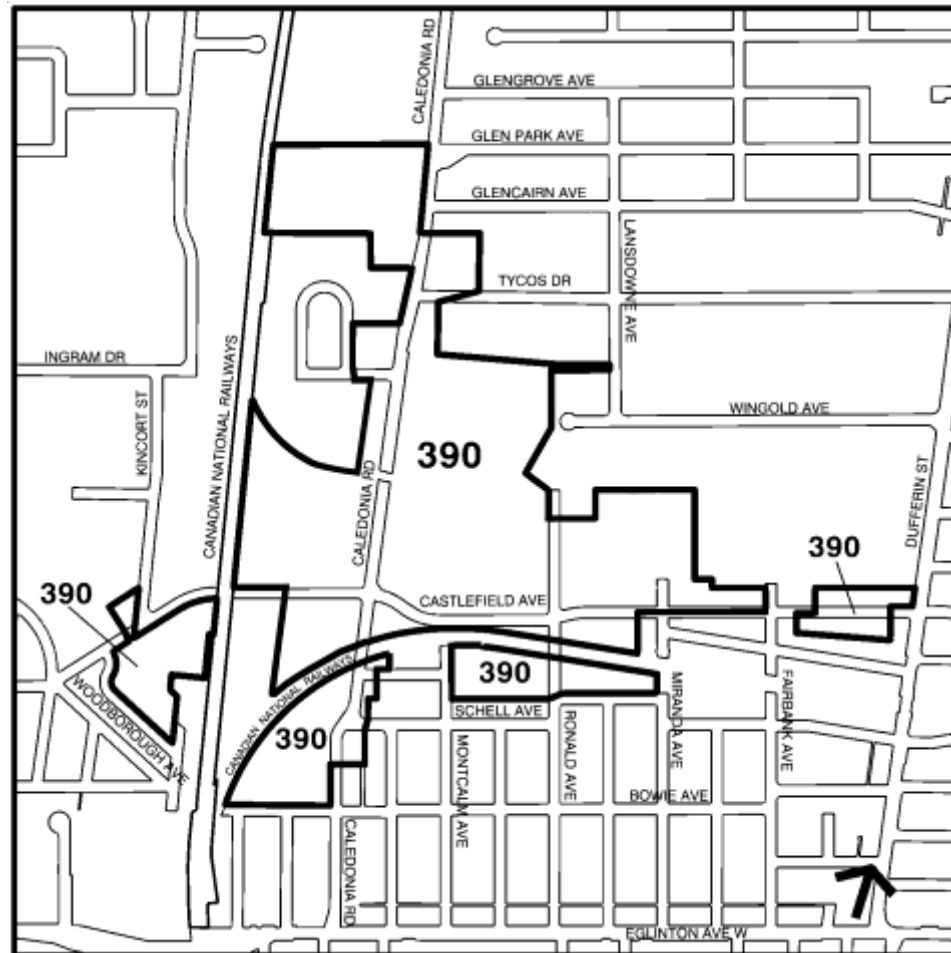 CALEDONIA RD
GLENGROVE AVE
GLEN PARK AVE
GLENCAIRN AVE
LANSDOWNE AVE
TYCOS DR
INGRAM DR
CANADIAN NATIONAL RAILWAYS
KINCORT ST
WINGOLD AVE
390
CALEDONIA RD
DUFFERIN ST
390
390
CASTLEFIELD AVE
CANADIAN NATIONAL RAILWAYS
390
WOODBOROUGH AVE
SCHELL AVE
MIRANDA AVE
FAIRBANK AVE
390
MONTCALM AVE
RONALD AVE
BOWIE AVE
CALEDONIA RD
EGLINTON AVE W